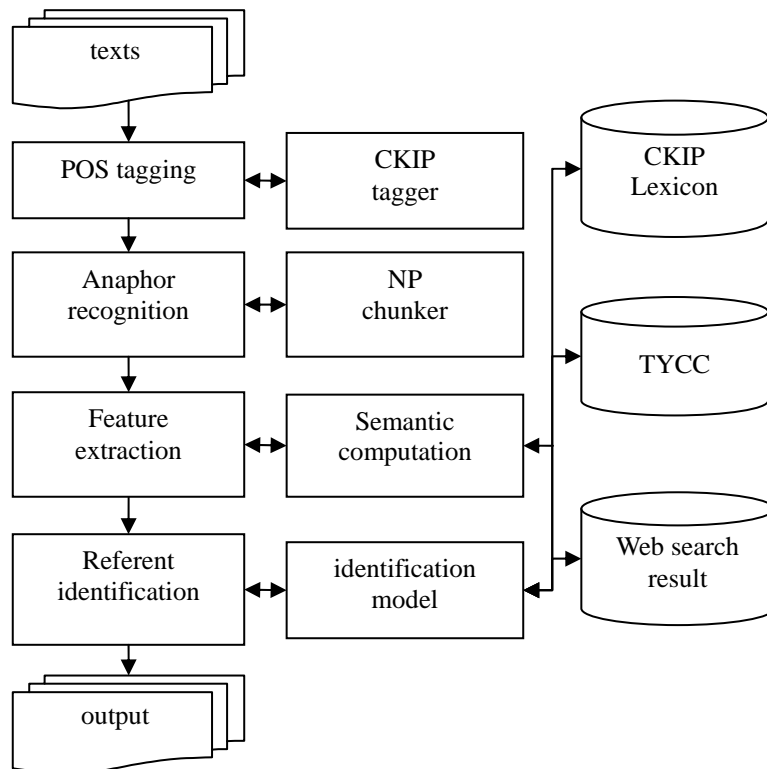 texts
POS tagging
CKIP
tagger
CKIP
Lexicon
Anaphor
recognition
NP
chunker
TYCC
Feature
extraction
Semantic
computation
Referent
identification
identification
model
Web search
result
output